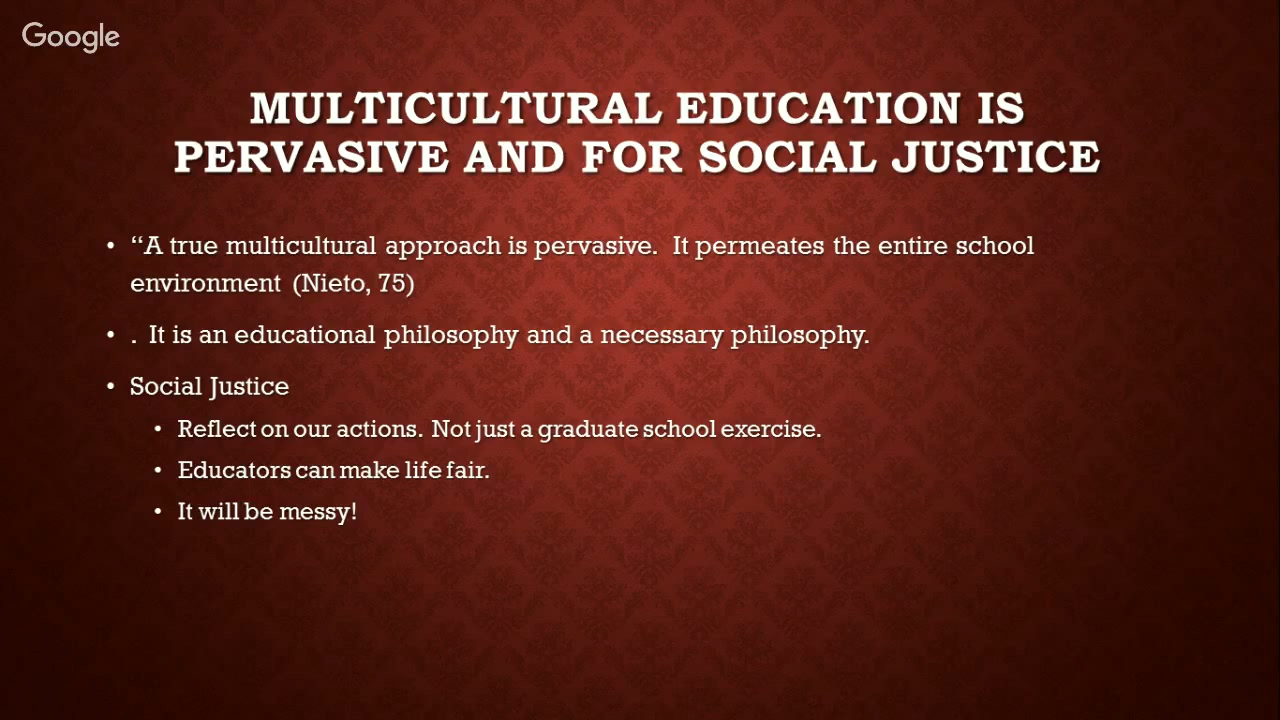 Google
MULTICULTURAL EDUCATION IS
PERVASIVE AND FOR SOCIAL JUSTICE
• “A true multicultural approach is pervasive.  It permeates the entire school
environment (Nieto, 75)
• .  It is an educational philosophy and a necessary philosophy.
• Social Justice
• Reflect on our actions.  Not just a graduate school exercise.
• Educators can make life fair.
• It will be messy!